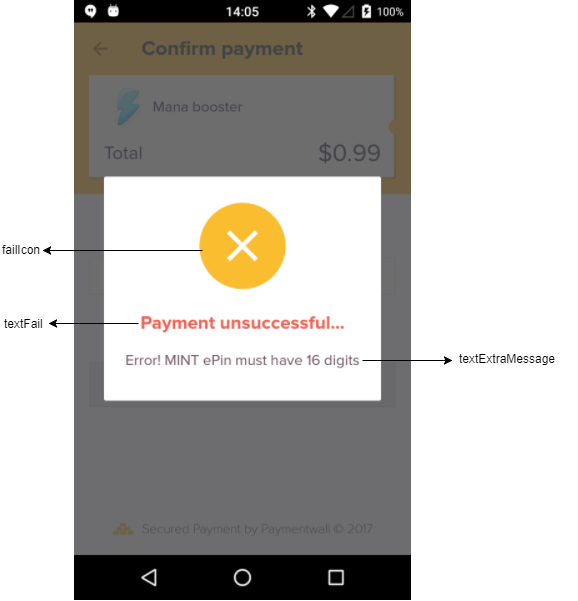 14:05 100%
Confirm payment
Mana booster
Total $0.99
failIcon
textFail
Payment unsuccessful...
Error! MINT ePin must have 16 digits
textExtraMessage
Secured Payment by Paymentwall © 2017